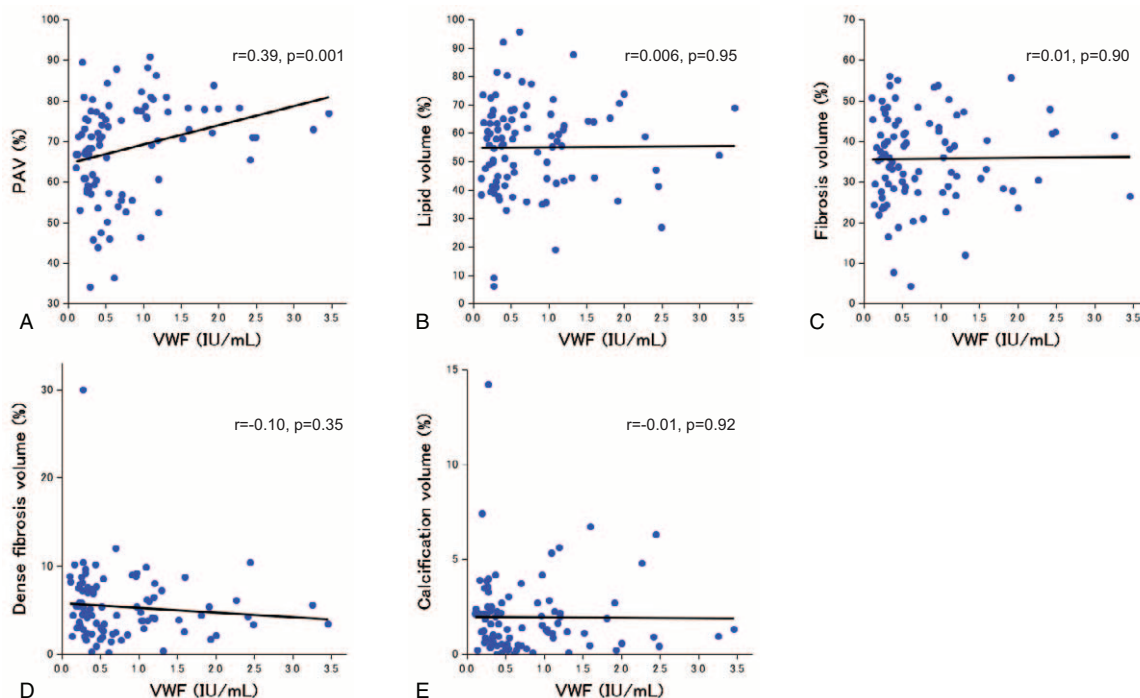 100
90
80
70
60
50
40
30
PAV (%)
r=0.39, p=0.001
0.0 0.5 1.0 1.5 2.0 2.5 3.0 3.5
VWF (IU/mL)
A
100
90
80
70
60
50
40
30
20
10
0
Lipid volume (%)
r=0.006, p=0.95
0.0 0.5 1.0 1.5 2.0 2.5 3.0 3.5
VWF (IU/mL)
B
70
60
50
40
30
20
10
0
Fibrosis volume (%)
r=0.01, p=0.90
0.0 0.5 1.0 1.5 2.0 2.5 3.0 3.5
VWF (IU/mL)
C
30
20
10
0
Dense fibrosis volume (%)
r=-0.10, p=0.35
0.0 0.5 1.0 1.5 2.0 2.5 3.0 3.5
VWF (IU/mL)
D
15
10
5
0
Calcification volume (%)
r=-0.01, p=0.92
0.0 0.5 1.0 1.5 2.0 2.5 3.0 3.5
VWF (IU/mL)
E